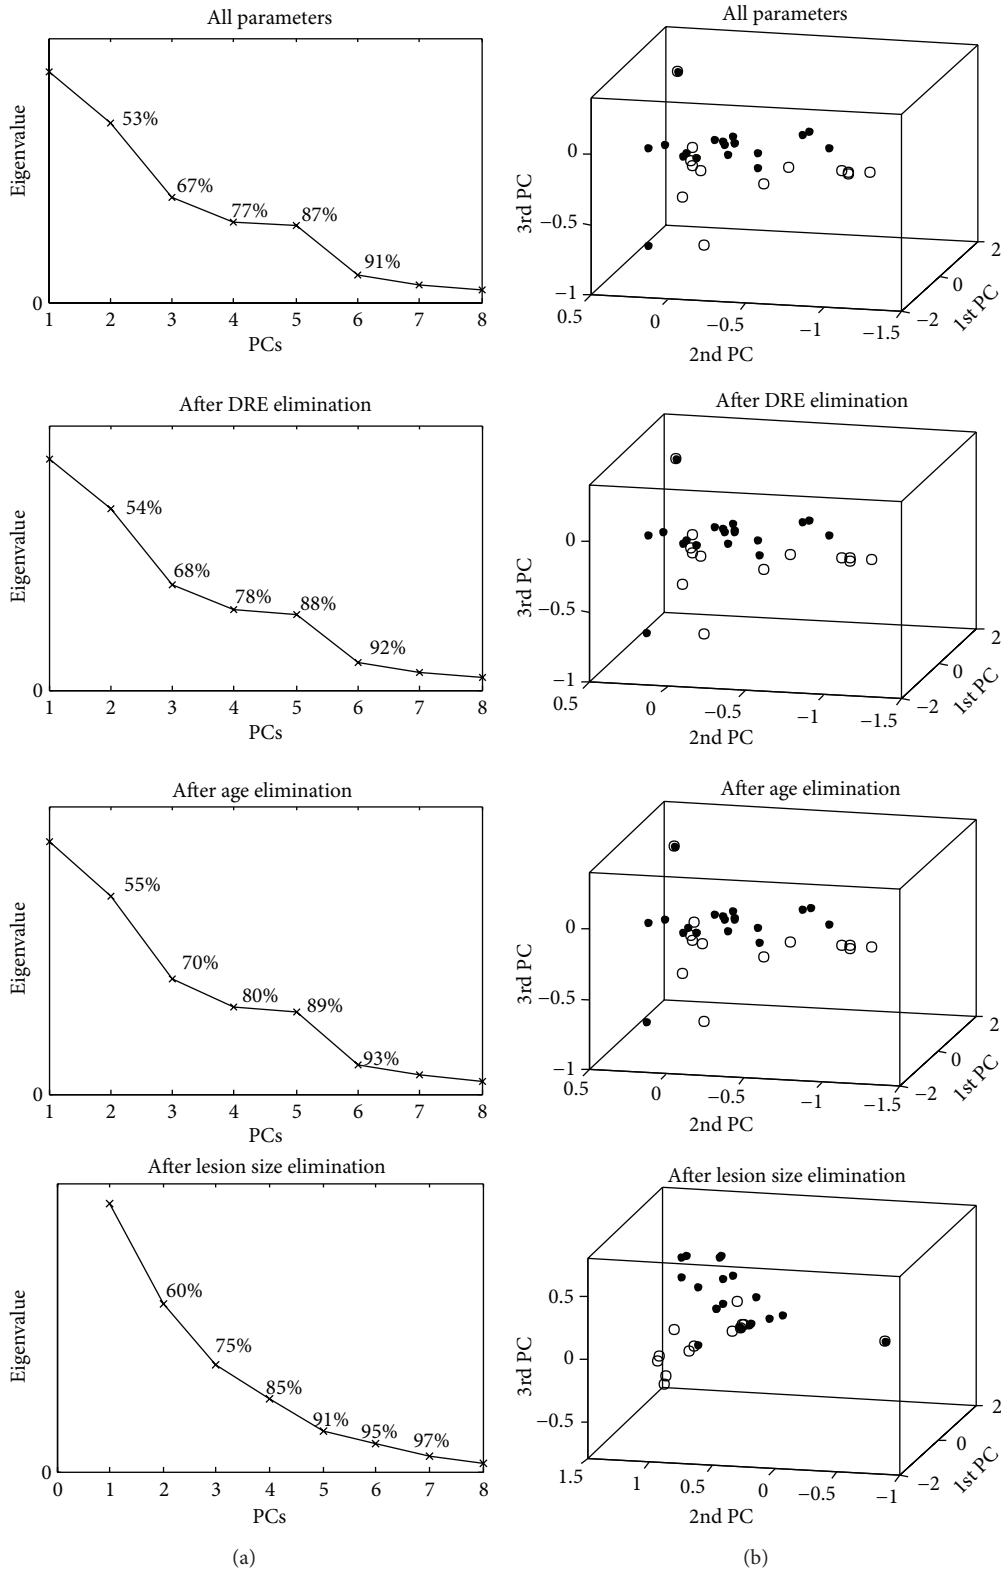 All parameters
Eigenvalue
53%
67%
77%
87%
91%
0
1 2 3 4 5 6 7 8
PCs
All parameters
3rd PC
0
−0.5
−1
0.5 0 −0.5 −1 −1.5
2nd PC
−2 0 2
1st PC
After DRE elimination
Eigenvalue
54%
68%
78%
88%
92%
0
1 2 3 4 5 6 7 8
PCs
After DRE elimination
3rd PC
0
−0.5
−1
0.5 0 −0.5 −1 −1.5
2nd PC
−2 0 2
1st PC
After age elimination
Eigenvalue
55%
70%
80%
89%
93%
0
1 2 3 4 5 6 7 8
PCs
After age elimination
3rd PC
0
−0.5
−1
0.5 0 −0.5 −1 −1.5
2nd PC
−2 0 2
1st PC
After lesion size elimination
Eigenvalue
60%
75%
85%
91%
95%
97%
0
0 1 2 3 4 5 6 7 8
PCs
(a)
After lesion size elimination
3rd PC
0.5
0
−0.5
1.5 1 0.5 0 −0.5 −1
2nd PC
−2 0 2
1st PC
(b)